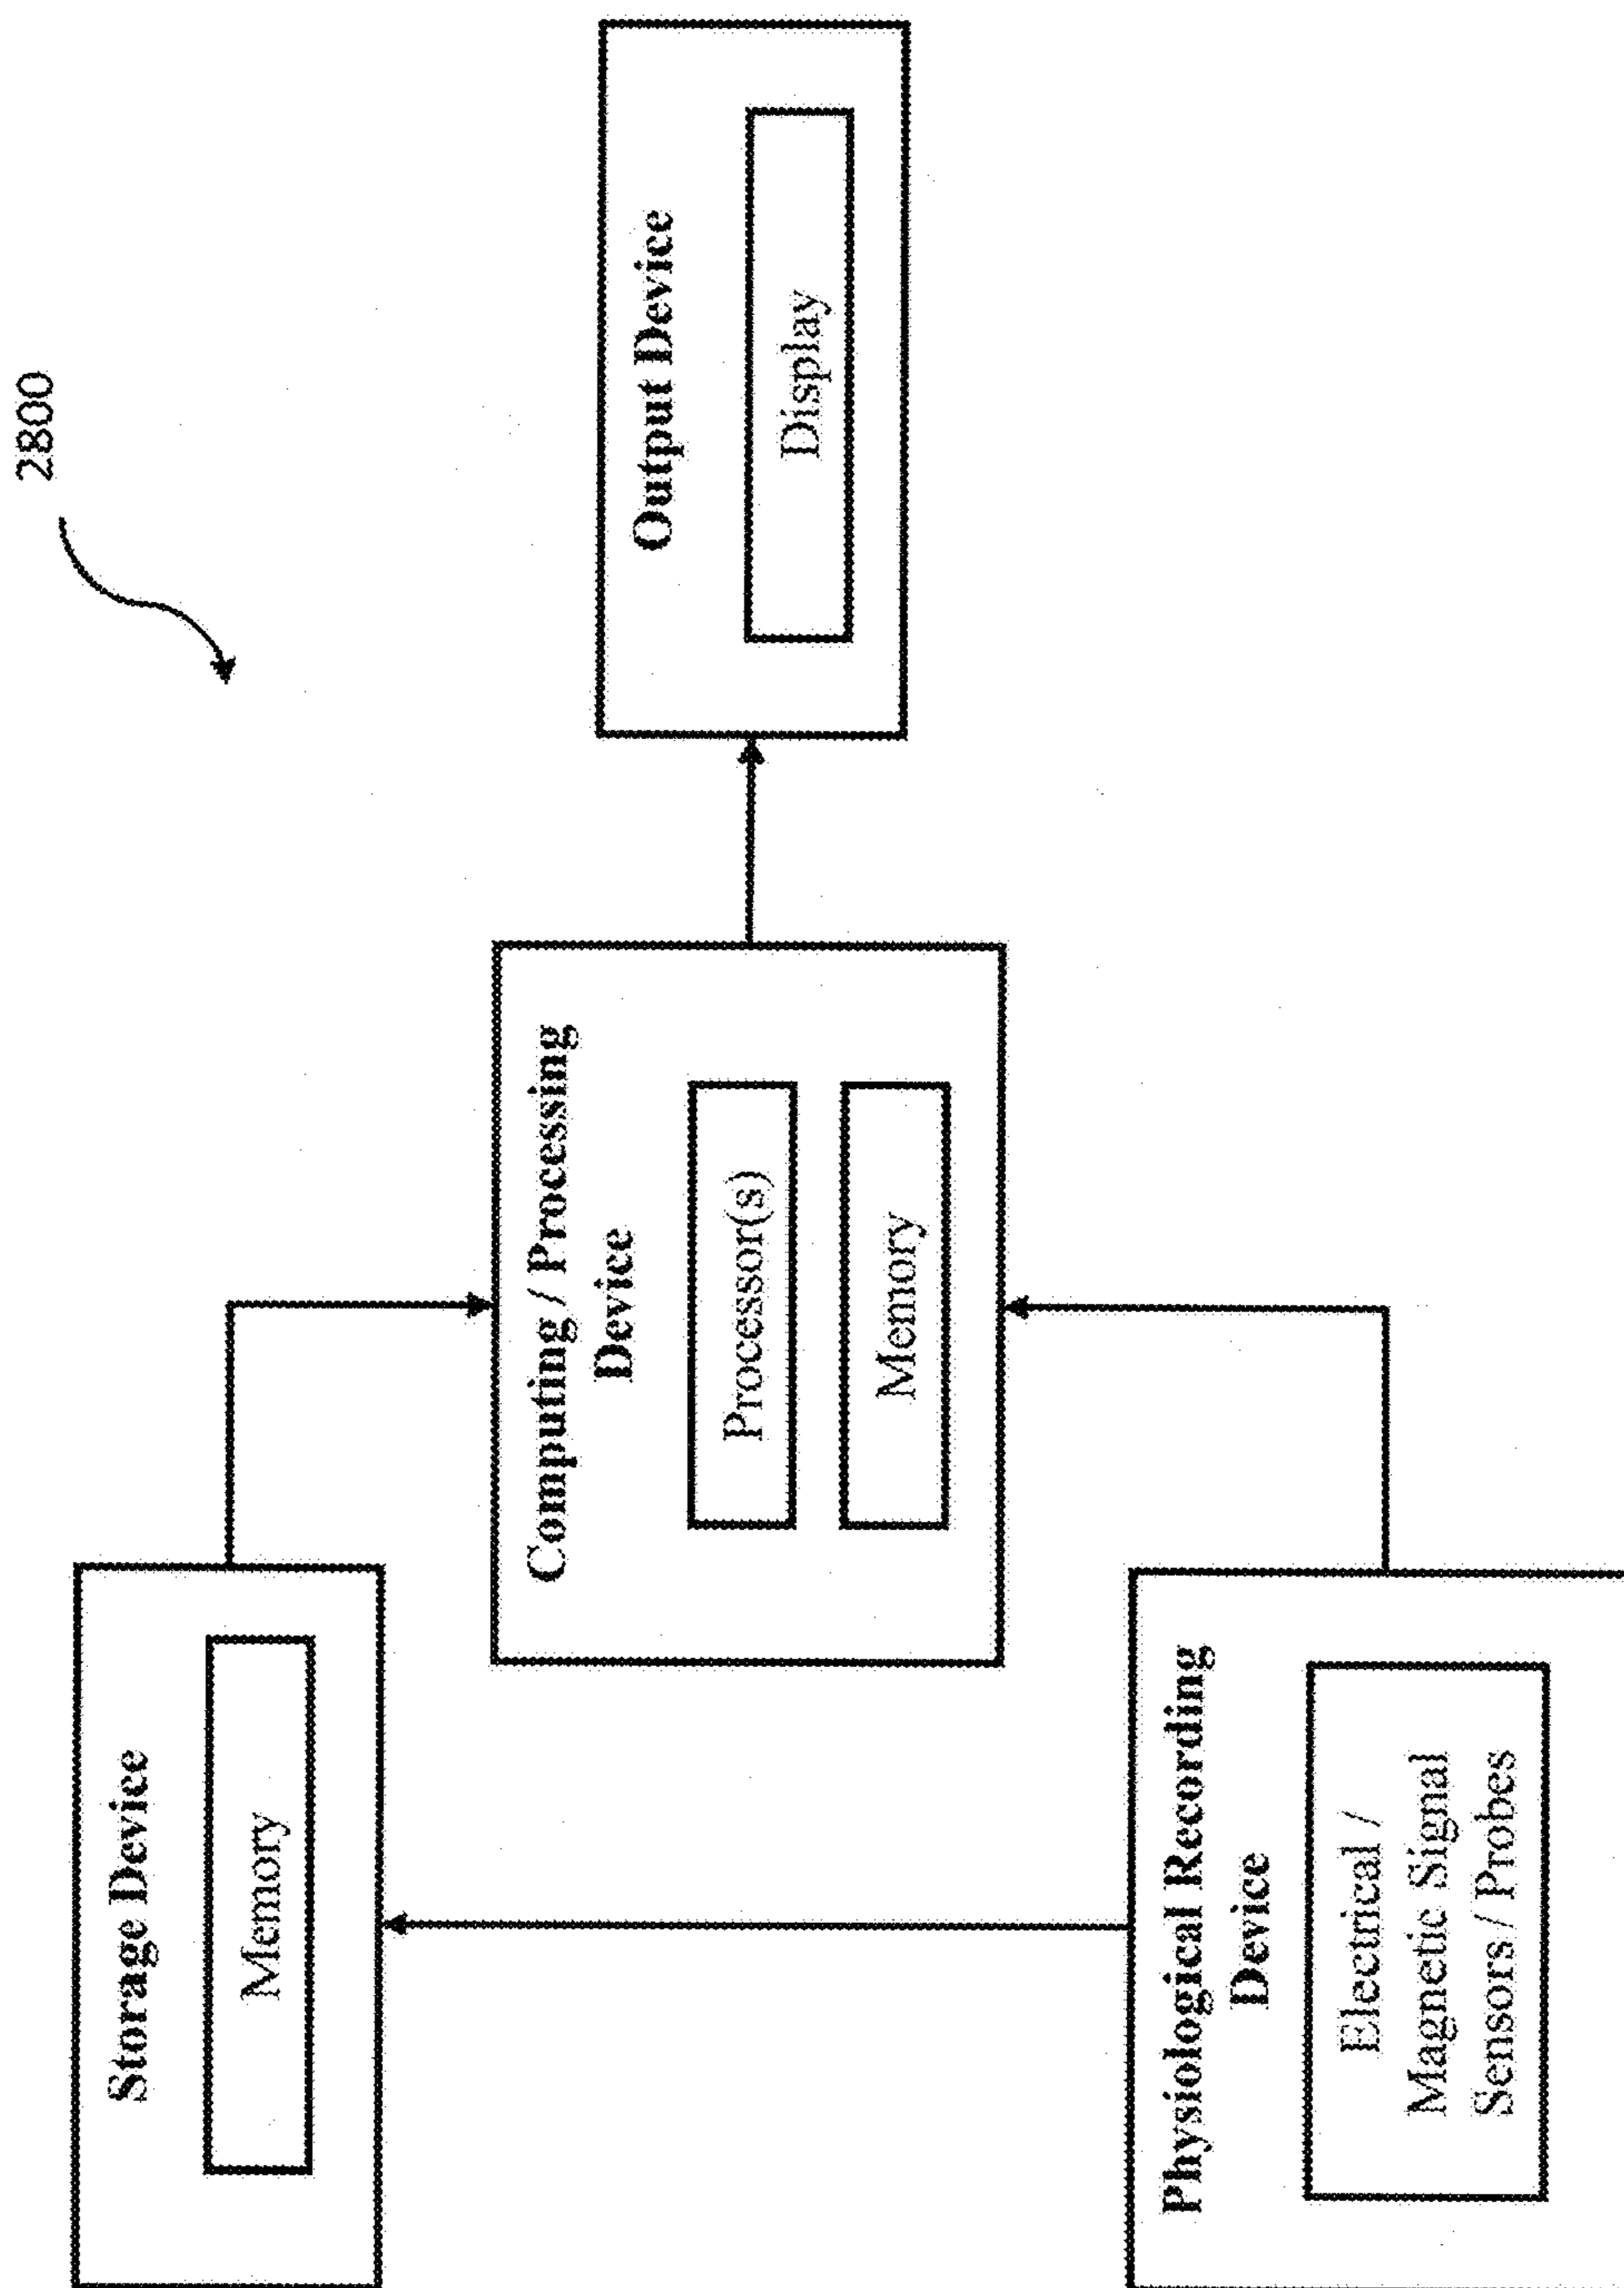 2800
Storage Device
Memory
Computing / Processing
Device
Processor(s)
Memory
Output Device
Display
Physiological Recording
Device
Electrical /
Magnetic Signal
Sensors / Probes